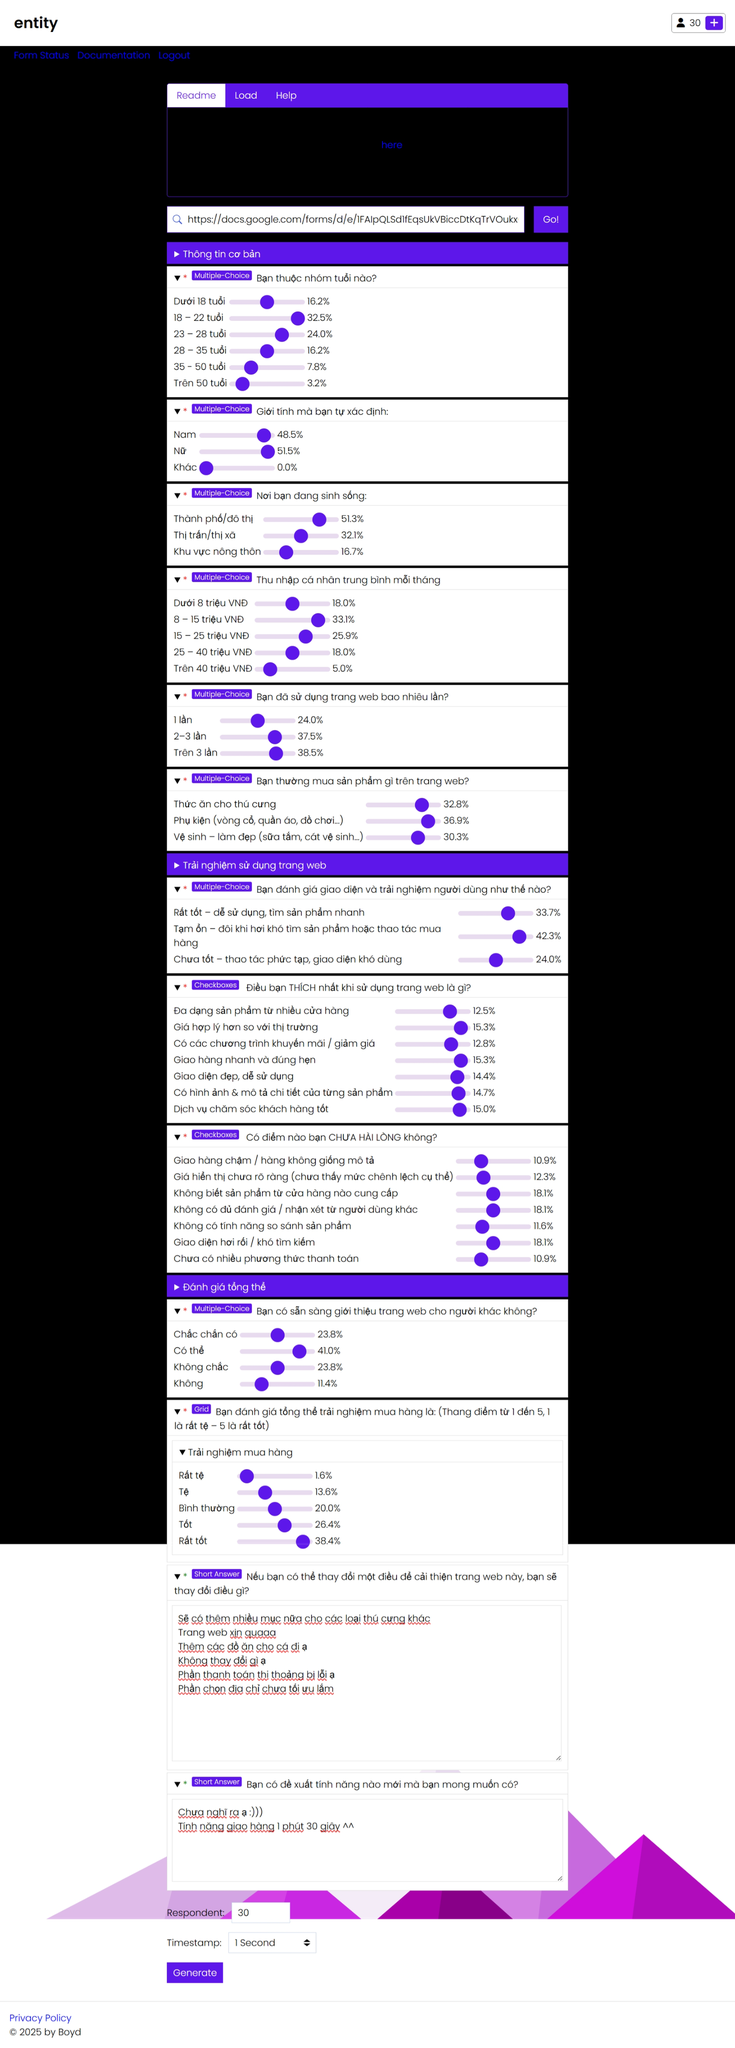 entity
30
Form Status Documentation Logout
Readme Load Help
here
https://docs.google.com/forms/d/e/1FAIpQLSd1fEqsUkVBiccDtKqTrVOukx
Go!
Thông tin cơ bản
* Multiple-Choice Bạn thuộc nhóm tuổi nào?
Dưới 18 tuổi 16.2%
18 – 22 tuổi 32.5%
23 – 28 tuổi 24.0%
28 – 35 tuổi 16.2%
35 - 50 tuổi 7.8%
Trên 50 tuổi 3.2%
* Multiple-Choice Giới tính mà bạn tự xác định:
Nam 48.5%
Nữ 51.5%
Khác 0.0%
* Multiple-Choice Nơi bạn đang sinh sống:
Thành phố/đô thị 51.3%
Thị trấn/thị xã 32.1%
Khu vực nông thôn 16.7%
* Multiple-Choice Thu nhập cá nhân trung bình mỗi tháng
Dưới 8 triệu VNĐ 18.0%
8 – 15 triệu VNĐ 33.1%
15 – 25 triệu VNĐ 25.9%
25 – 40 triệu VNĐ 18.0%
Trên 40 triệu VNĐ 5.0%
* Multiple-Choice Bạn đã sử dụng trang web bao nhiêu lần?
1 lần 24.0%
2–3 lần 37.5%
Trên 3 lần 38.5%
* Multiple-Choice Bạn thường mua sản phẩm gì trên trang web?
Thức ăn cho thú cưng 32.8%
Phụ kiện (vòng cổ, quần áo, đồ chơi…) 36.9%
Vệ sinh – làm đẹp (sữa tắm, cát vệ sinh…) 30.3%
Trải nghiệm sử dụng trang web
* Multiple-Choice Bạn đánh giá giao diện và trải nghiệm người dùng như thế nào?
Rất tốt – dễ sử dụng, tìm sản phẩm nhanh 33.7%
Tạm ổn – đôi khi hơi khó tìm sản phẩm hoặc thao tác mua
hàng 42.3%
Chưa tốt – thao tác phức tạp, giao diện khó dùng 24.0%
* Checkboxes Điều bạn THÍCH nhất khi sử dụng trang web là gì?
Đa dạng sản phẩm từ nhiều cửa hàng 12.5%
Giá hợp lý hơn so với thị trường 15.3%
Có các chương trình khuyến mãi / giảm giá 12.8%
Giao hàng nhanh và đúng hẹn 15.3%
Giao diện đẹp, dễ sử dụng 14.4%
Có hình ảnh & mô tả chi tiết của từng sản phẩm 14.7%
Dịch vụ chăm sóc khách hàng tốt 15.0%
* Checkboxes Có điểm nào bạn CHƯA HÀI LÒNG không?
Giao hàng chậm / hàng không giống mô tả 10.9%
Giá hiển thị chưa rõ ràng (chưa thấy mức chênh lệch cụ thể) 12.3%
Không biết sản phẩm từ cửa hàng nào cung cấp 18.1%
Không có đủ đánh giá / nhận xét từ người dùng khác 18.1%
Không có tính năng so sánh sản phẩm 11.6%
Giao diện hơi rối / khó tìm kiếm 18.1%
Chưa có nhiều phương thức thanh toán 10.9%
Đánh giá tổng thể
* Multiple-Choice Bạn có sẵn sàng giới thiệu trang web cho người khác không?
Chắc chắn có 23.8%
Có thể 41.0%
Không chắc 23.8%
Không 11.4%
* Grid Bạn đánh giá tổng thể trải nghiệm mua hàng là: (Thang điểm từ 1 đến 5, 1
là rất tệ – 5 là rất tốt)
Trải nghiệm mua hàng
Rất tệ 1.6%
Tệ 13.6%
Bình thường 20.0%
Tốt 26.4%
Rất tốt 38.4%
* Short Answer Nếu bạn có thể thay đổi một điều để cải thiện trang web này, bạn sẽ
thay đổi điều gì?
Sẽ có thêm nhiều mục nữa cho các loại thú cưng khác
Trang web xịn quaaa
Thêm các đồ ăn cho cá đi ạ
Không thay đổi gì ạ
Phần thanh toán thi thoảng bị lỗi ạ
Phần chọn địa chỉ chưa tối ưu lắm
* Short Answer Bạn có đề xuất tính năng nào mới mà bạn mong muốn có?
Chưa nghĩ ra ạ :)))
Tính năng giao hàng 1 phút 30 giây ^^
Respondent: 30
Timestamp: 1 Second
Generate
Privacy Policy
© 2025 by Boyd